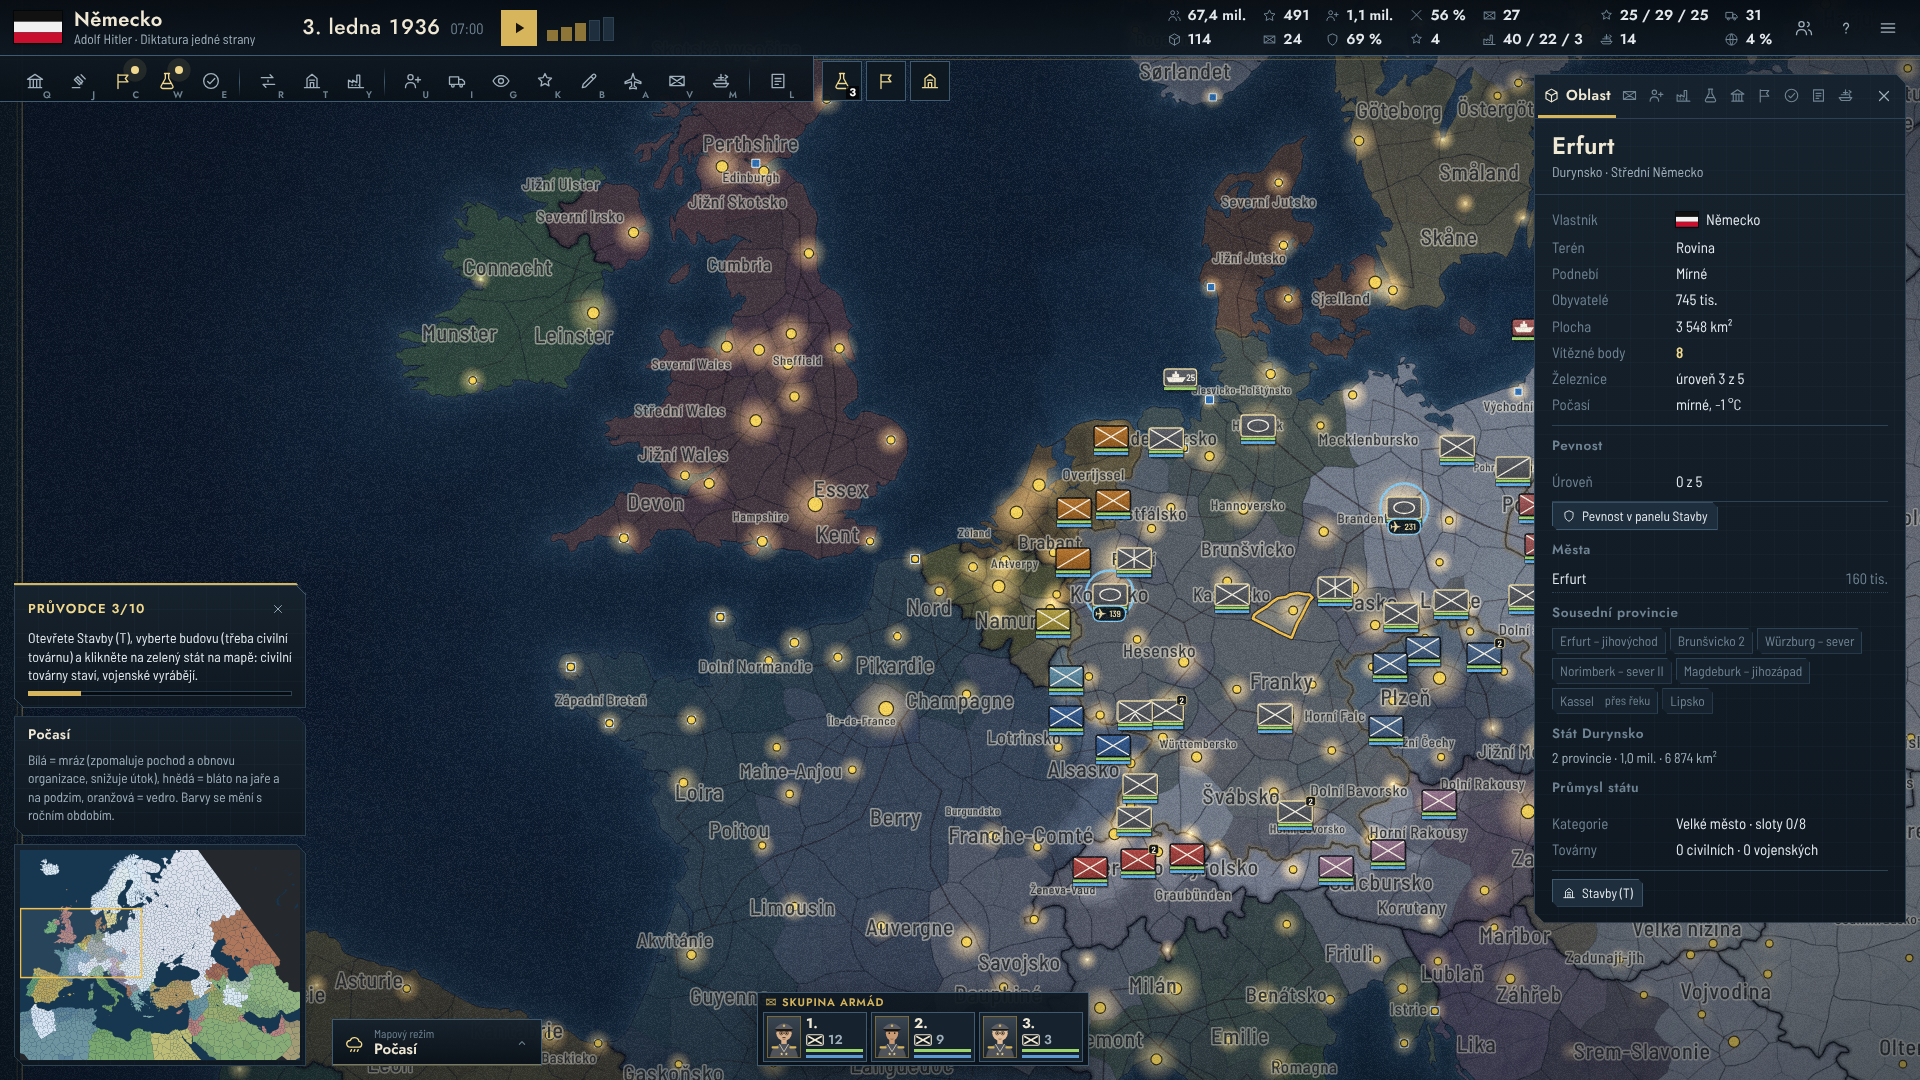 Německo
Adolf Hitler · Diktatura jedné strany
3. ledna 1936 07:00
67,4 mil. 491 1,1 mil. 56 % 27 25 / 29 / 25 31
114 24 69 % 4 40 / 22 / 3 14 4 %
?
Q J C W E R T Y U I G K B A V M L
3
Oblast
Erfurt
Durynsko · Střední Německo
Vlastník Německo
Terén Rovina
Podnebí Mírné
Obyvatelé 745 tis.
Plocha 3 548 km²
Vítězné body 8
Železnice úroveň 3 z 5
Počasí mírné, -1 °C
Pevnost
Úroveň 0 z 5
Pevnost v panelu Stavby
Města
Erfurt 160 tis.
Sousední provincie
Erfurt – jihovýchod Brunšvicko 2 Würzburg – sever
Norimberk – sever II Magdeburk – jihozápad
Kassel přes řeku Lipsko
Stát Durynsko
2 provincie · 1,0 mil. · 6 874 km²
Průmysl státu
Kategorie Velké město · sloty 0/8
Továrny 0 civilních · 0 vojenských
Stavby (T)
PRŮVODCE 3/10
Otevřete Stavby (T), vyberte budovu (třeba civilní
továrnu) a klikněte na zelený stát na mapě: civilní
továrny staví, vojenské vyrábějí.
Počasí
Bílá = mráz (zpomaluje pochod a obnovu
organizace, snižuje útok), hnědá = bláto na jaře a
na podzim, oranžová = vedro. Barvy se mění s
ročním obdobím.
Mapový režim
Počasí
SKUPINA ARMÁD
1. 12
2. 9
3. 3
Sørlandet
Göteborg
Perthshire
Edinburgh
Jižní Ulster
Jižní Skotsko
Severní Irsko
Småland
Severní Jutsko
Skåne
Connacht
Cumbria
Jižní Jutsko
Sjælland
Munster
Leinster
Severní Wales
Sheffield
25
Střední Wales
Mecklenbursko
Jižní Wales
Overijssel
Devon
Essex
Hampshire
Kent
Hannoversko
Zéland
Brabant
Antverpy
Brunšvicko
231
Nord
Namur
139
Dolní Normandie
Pikardie
Hesensko
Západní Bretaň
Champagne
Île-de-France
Franky
Plzeň
2
Horní Falc
Lotrinsko
Württembersko
Maine-Anjou
Alsasko
Loira
Švábsko
Dolní Bavorsko
Dolní Rakousy
Poitou
Berry
Burgundsko
Franche-Comté
Horní Rakousy
Ženeva-Vaud
Graubünden
Limousin
Auvergne
Korutany
Akvitánie
Savojsko
Friuli
Maribor
Velká nížina
Zadunají-jih
Asturie
Milán
Benátsko
Lublaň
Záhřeb
Vojvodina
Istrie
Emilie
Lika
Srem-Slavonie
Romagna
Baskicko
Gaskoňsko